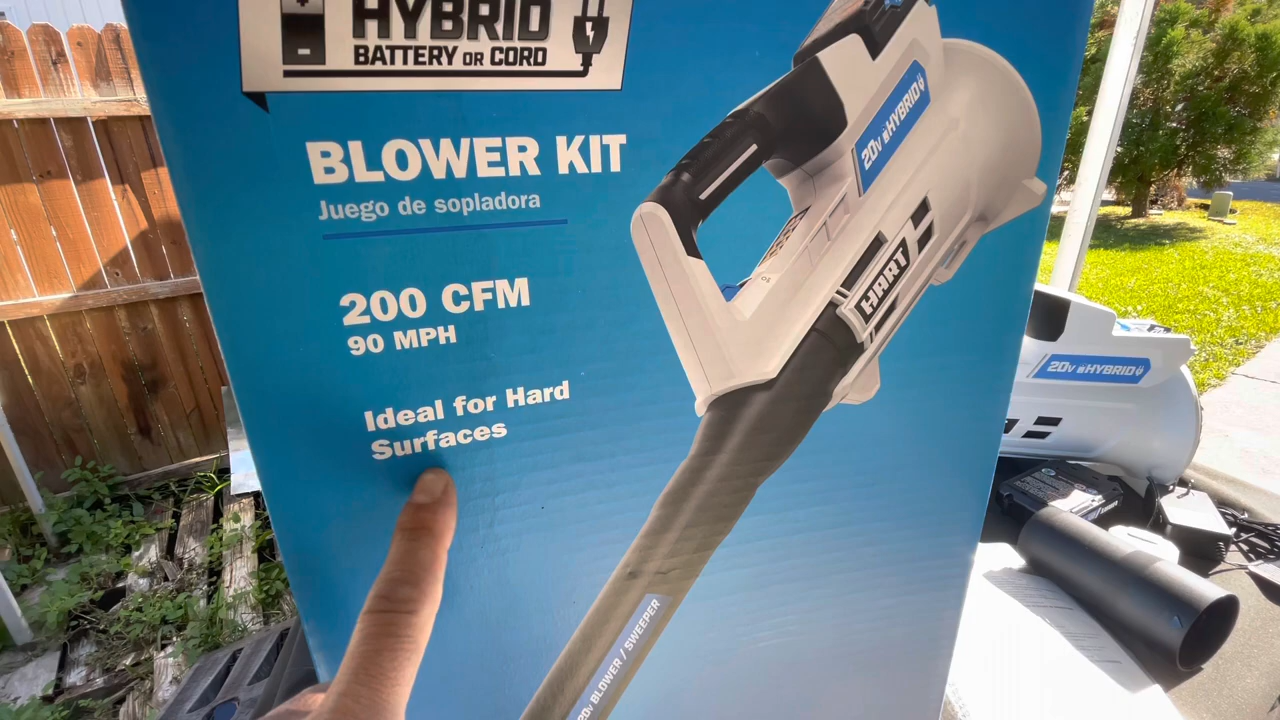 HYBRID
BATTERY OR CORD
BLOWER KIT
Juego de sopladora
200 CFM
90 MPH
Ideal for Hard
Surfaces
20V HYBRID
HART
20V BLOWER / SWEEPER
20V HYBRID